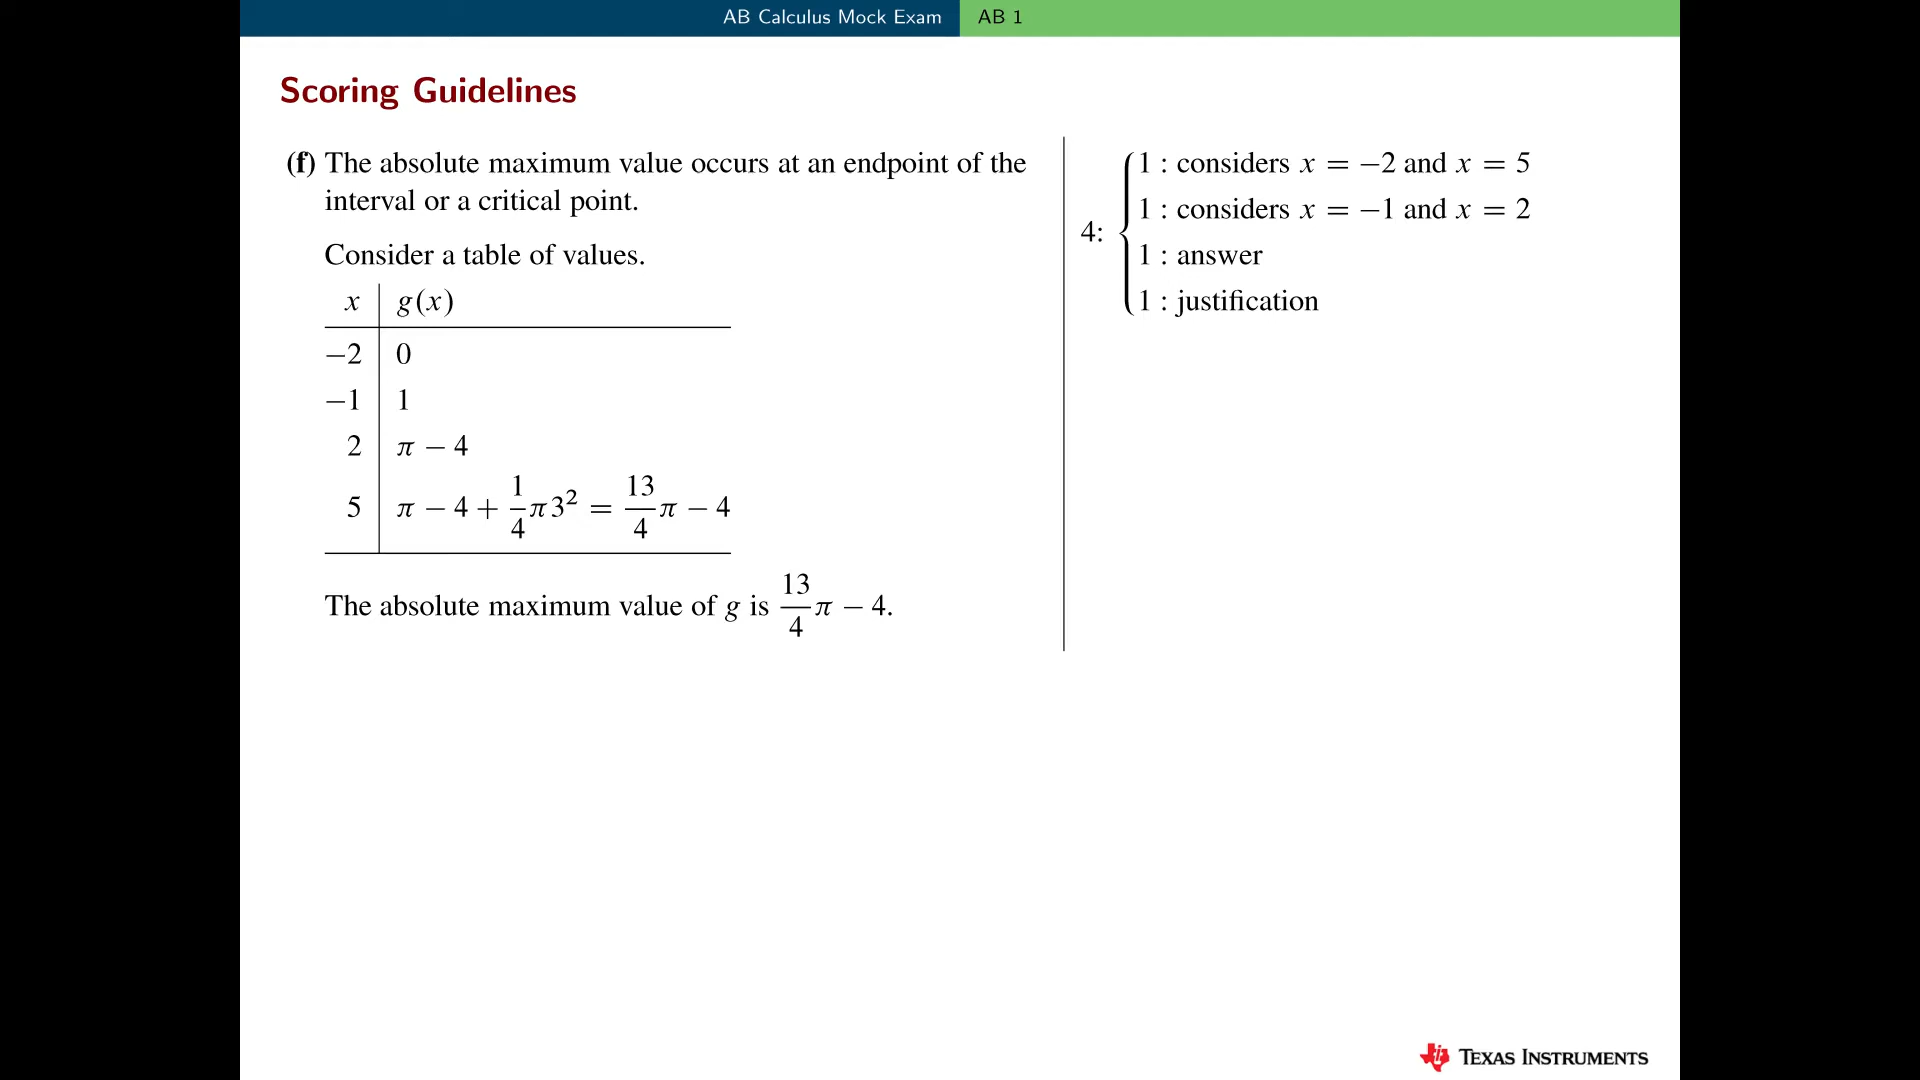 AB Calculus Mock Exam AB 1
Scoring Guidelines
(f) The absolute maximum value occurs at an endpoint of the
interval or a critical point.
Consider a table of values.
x g(x)
−2 0
−1 1
2 π − 4
5 π − 4 + 1/4 π3² = 13/4 π − 4
The absolute maximum value of g is 13/4 π − 4.
4: { 1 : considers x = −2 and x = 5
1 : considers x = −1 and x = 2
1 : answer
1 : justification
TEXAS INSTRUMENTS